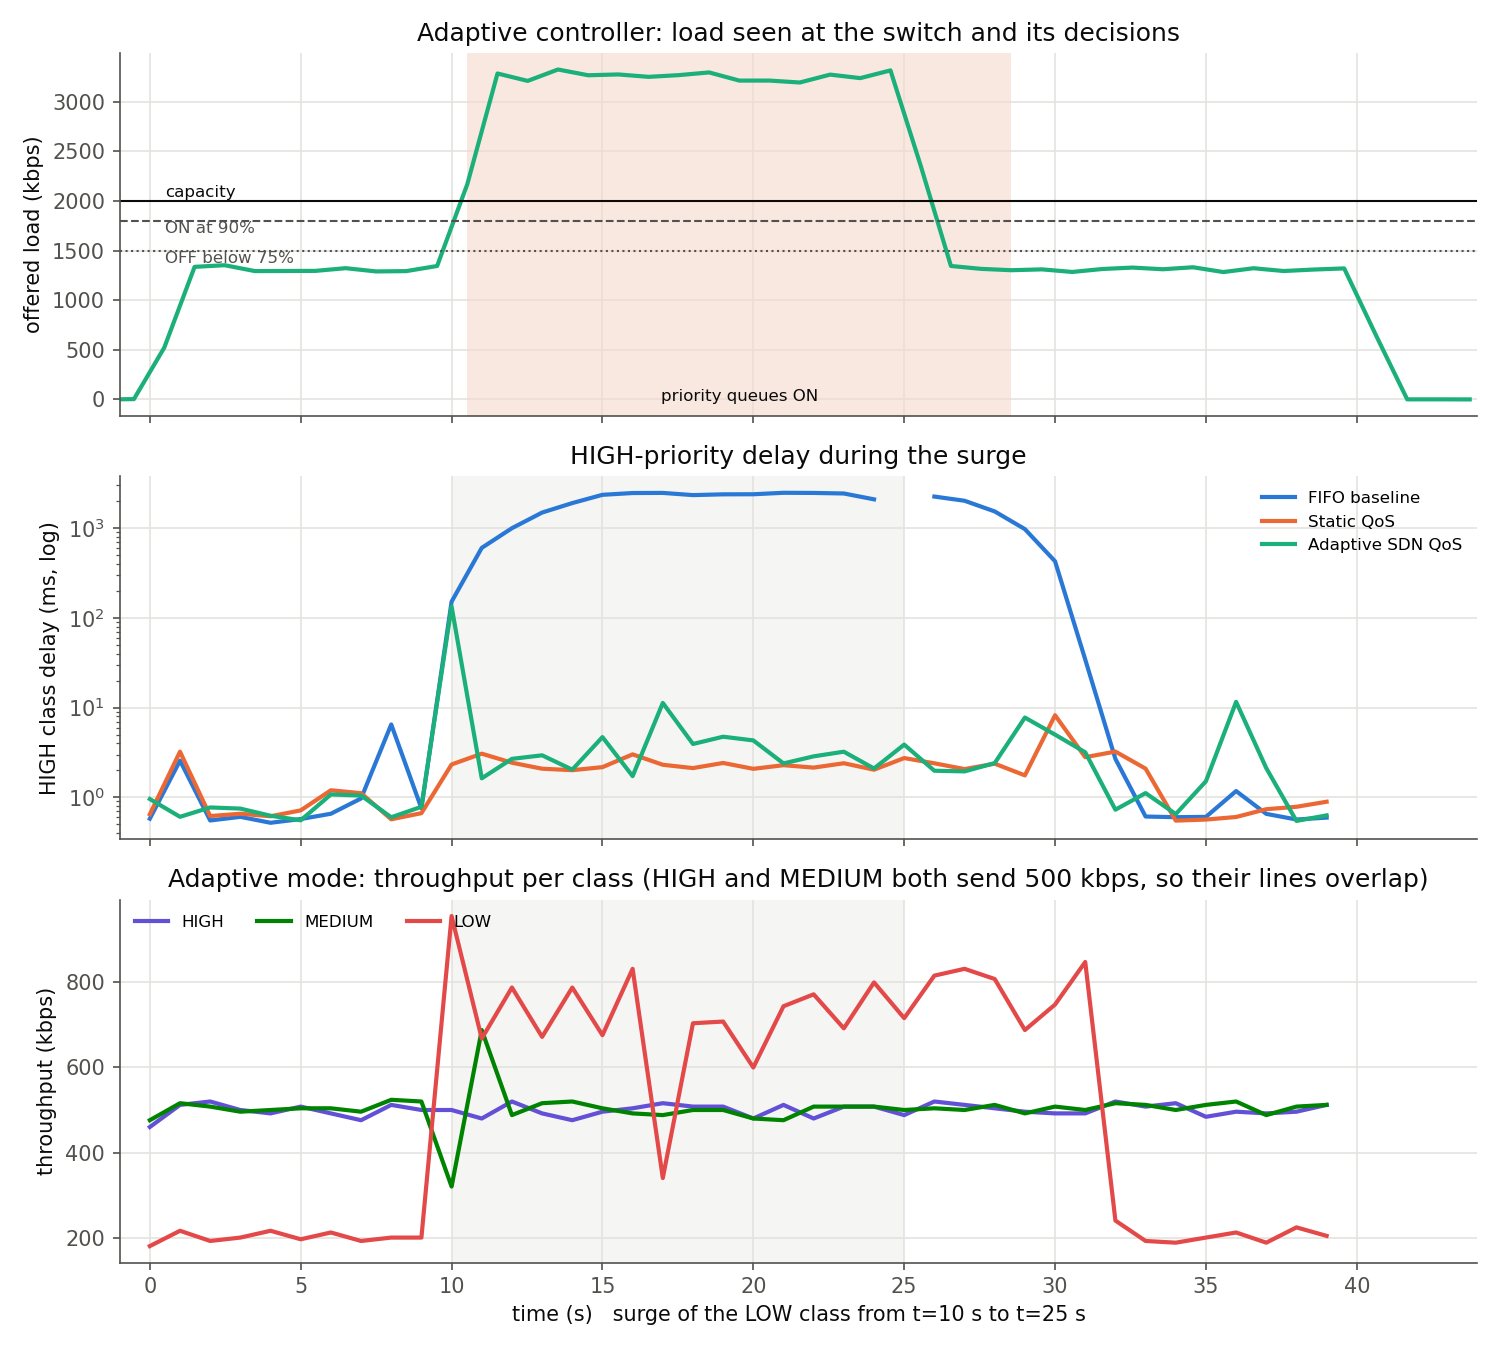 Adaptive controller: load seen at the switch and its decisions
offered load (kbps)
3000
2500
2000
1500
1000
500
0
capacity
ON at 90%
OFF below 75%
priority queues ON
HIGH-priority delay during the surge
HIGH class delay (ms, log)
10³
10²
10¹
10⁰
FIFO baseline
Static QoS
Adaptive SDN QoS
Adaptive mode: throughput per class (HIGH and MEDIUM both send 500 kbps, so their lines overlap)
throughput (kbps)
HIGH MEDIUM LOW
800
600
400
200
0 5 10 15 20 25 30 35 40
time (s) surge of the LOW class from t=10 s to t=25 s